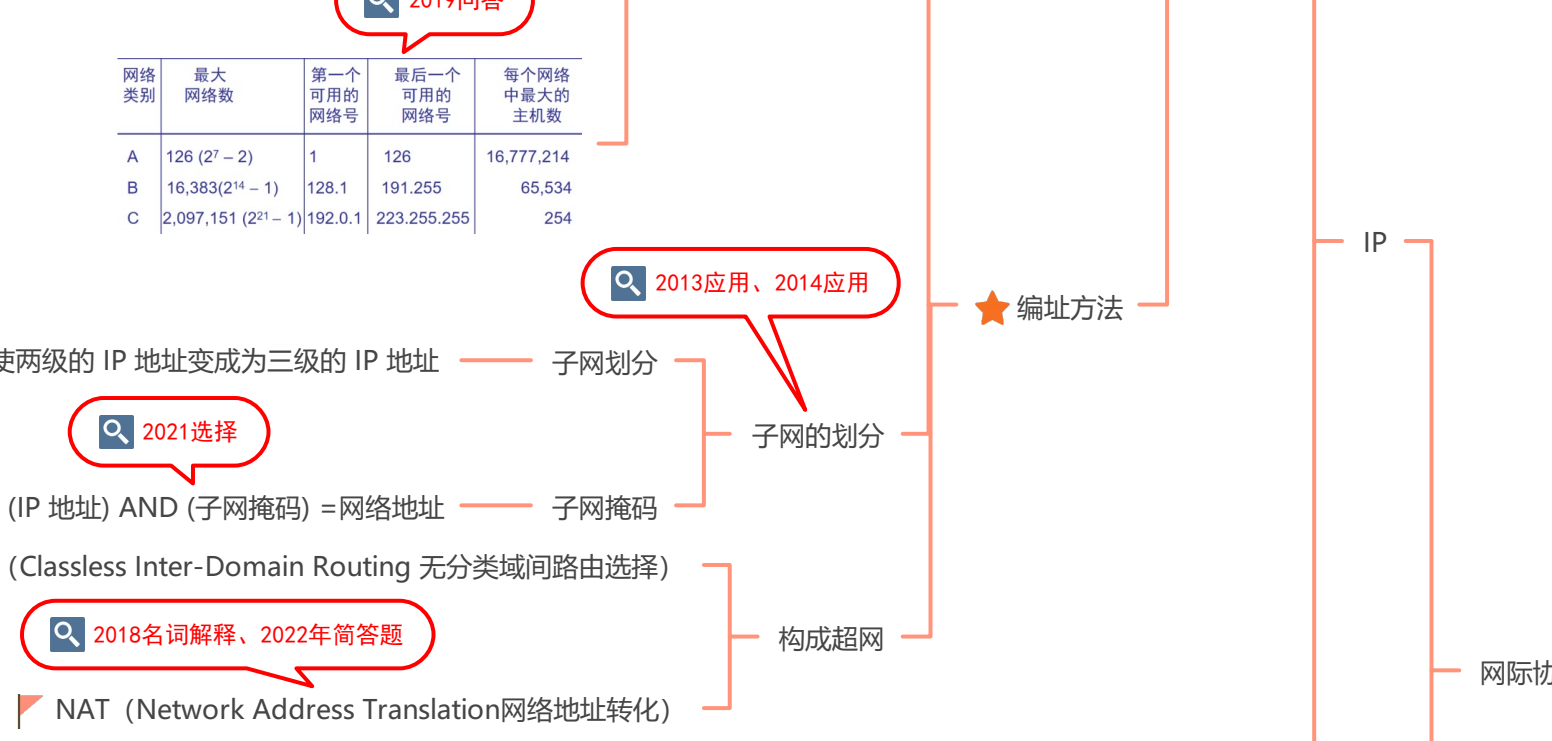 2019问答
网络 最大 第一个 最后一个 每个网络
类别 网络数 可用的 可用的 中最大的
网络号 网络号 主机数
A 126 (2⁷ – 2) 1 126 16,777,214
B 16,383(2¹⁴ – 1) 128.1 191.255 65,534
C 2,097,151 (2²¹ – 1) 192.0.1 223.255.255 254
IP
2013应用、2014应用
编址方法
使两级的 IP 地址变成为三级的 IP 地址
子网划分
2021选择
子网的划分
(IP 地址) AND (子网掩码) =网络地址
子网掩码
(Classless Inter-Domain Routing 无分类域间路由选择)
2018名词解释、2022年简答题
构成超网
网际协
NAT（Network Address Translation网络地址转化）